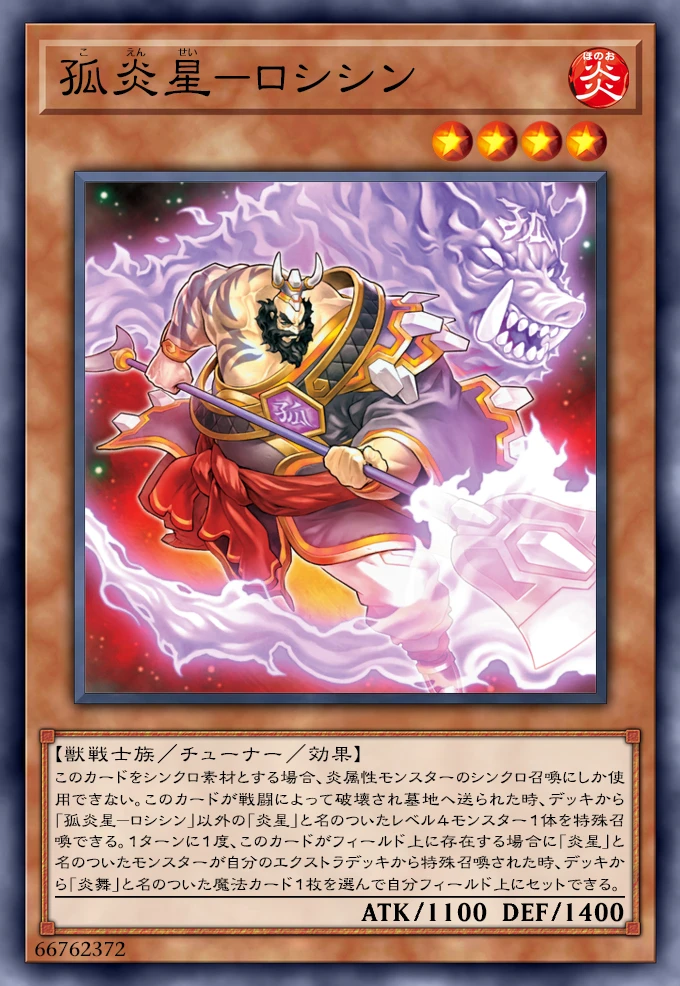 こ えん せい
孤炎星－ロシシン
ほのお
炎
孤
孤
【獣戦士族／チューナー／効果】
このカードをシンクロ素材とする場合、炎属性モンスターのシンクロ召喚にしか使
用できない。このカードが戦闘によって破壊され墓地へ送られた時、デッキから
「孤炎星－ロシシン」以外の「炎星」と名のついたレベル４モンスター１体を特殊召
喚できる。１ターンに１度、このカードがフィールド上に存在する場合に「炎星」と
名のついたモンスターが自分のエクストラデッキから特殊召喚された時、デッキか
ら「炎舞」と名のついた魔法カード１枚を選んで自分フィールド上にセットできる。
ATK/1100 DEF/1400
66762372